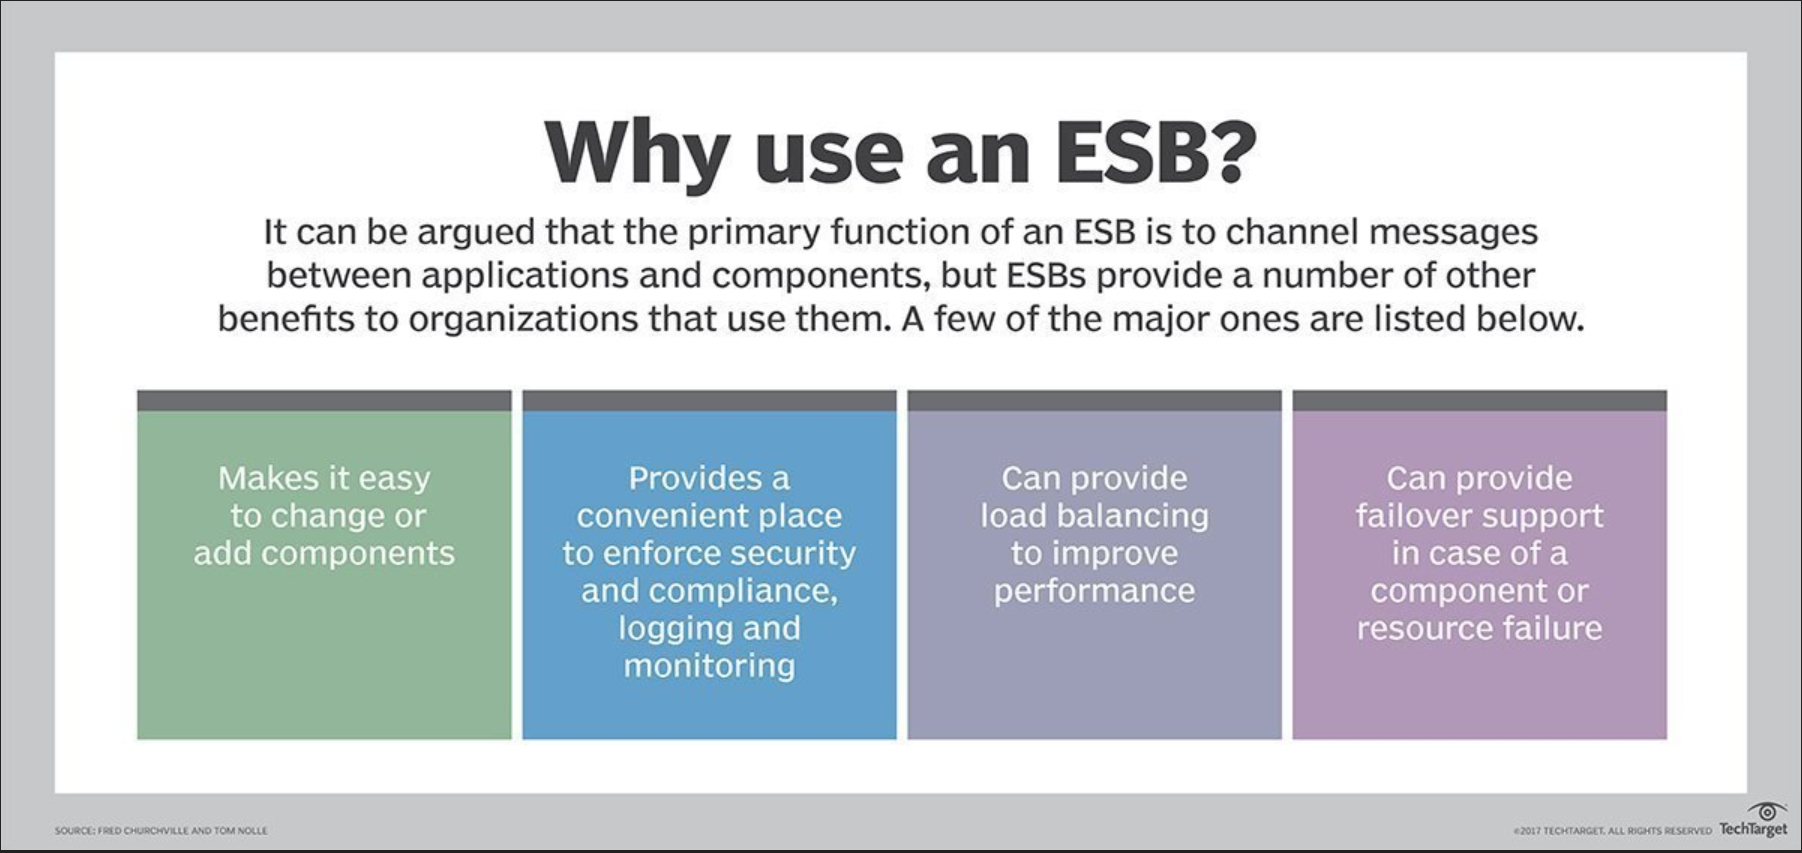 Why use an ESB?
It can be argued that the primary function of an ESB is to channel messages
between applications and components, but ESBs provide a number of other
benefits to organizations that use them. A few of the major ones are listed below.
Makes it easy
to change or
add components
Provides a
convenient place
to enforce security
and compliance,
logging and
monitoring
Can provide
load balancing
to improve
performance
Can provide
failover support
in case of a
component or
resource failure
SOURCE: FRED CHURCHVILLE AND TOM NOLLE
©2017 TECHTARGET. ALL RIGHTS RESERVED TechTarget